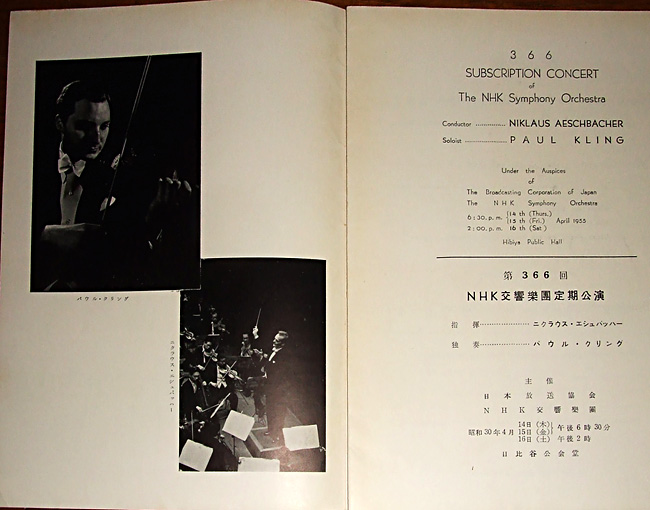 パウル・クリング
ニクラウス・エシュバッハー
3 6 6
SUBSCRIPTION CONCERT
of
The NHK Symphony Orchestra
Conductor ............... NIKLAUS AESCHBACHER
Soloist ..................... PAUL KLING
Under the Auspices
of
The Broadcasting Corporation of Japan
The NHK Symphony Orchestra
6:30. p. m. {14 th (Thurs.)
15 th (Fri.) April 1955
2:00. p. m. 16 th (Sat)
Hibiya Public Hall
第 366 回
NHK交響樂團定期公演
指揮 ..................... ニクラウス・エシュバッハー
独奏 ..................... パウル・クリング
主催
日本放送協会
NHK交響樂團
14日(木)
昭和30年4月 15日(金)}午後6時30分
16日(土) 午後2時
日比谷公会堂